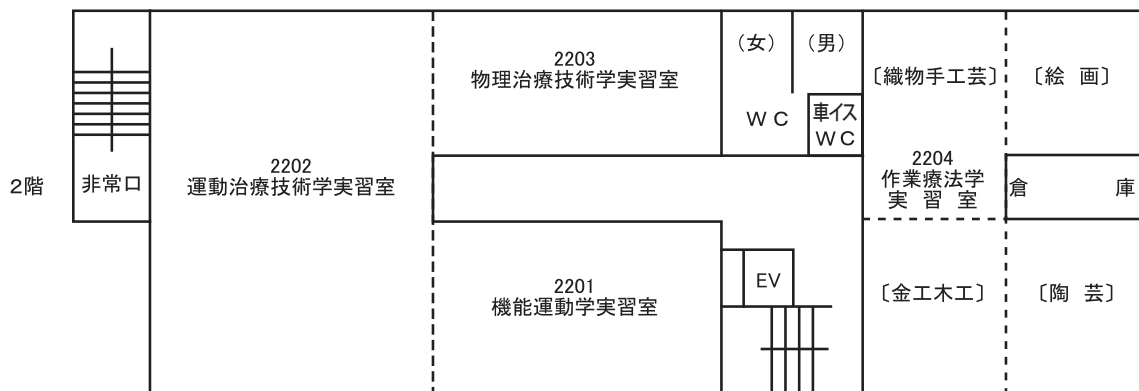 2階
非常口
2202
運動治療技術学実習室
2203
物理治療技術学実習室
2201
機能運動学実習室
（女）
（男）
ＷＣ
車イス
ＷＣ
EV
〔織物手工芸〕
〔絵 画〕
2204
作業療法学
実 習 室
倉 庫
〔金工木工〕
〔陶 芸〕